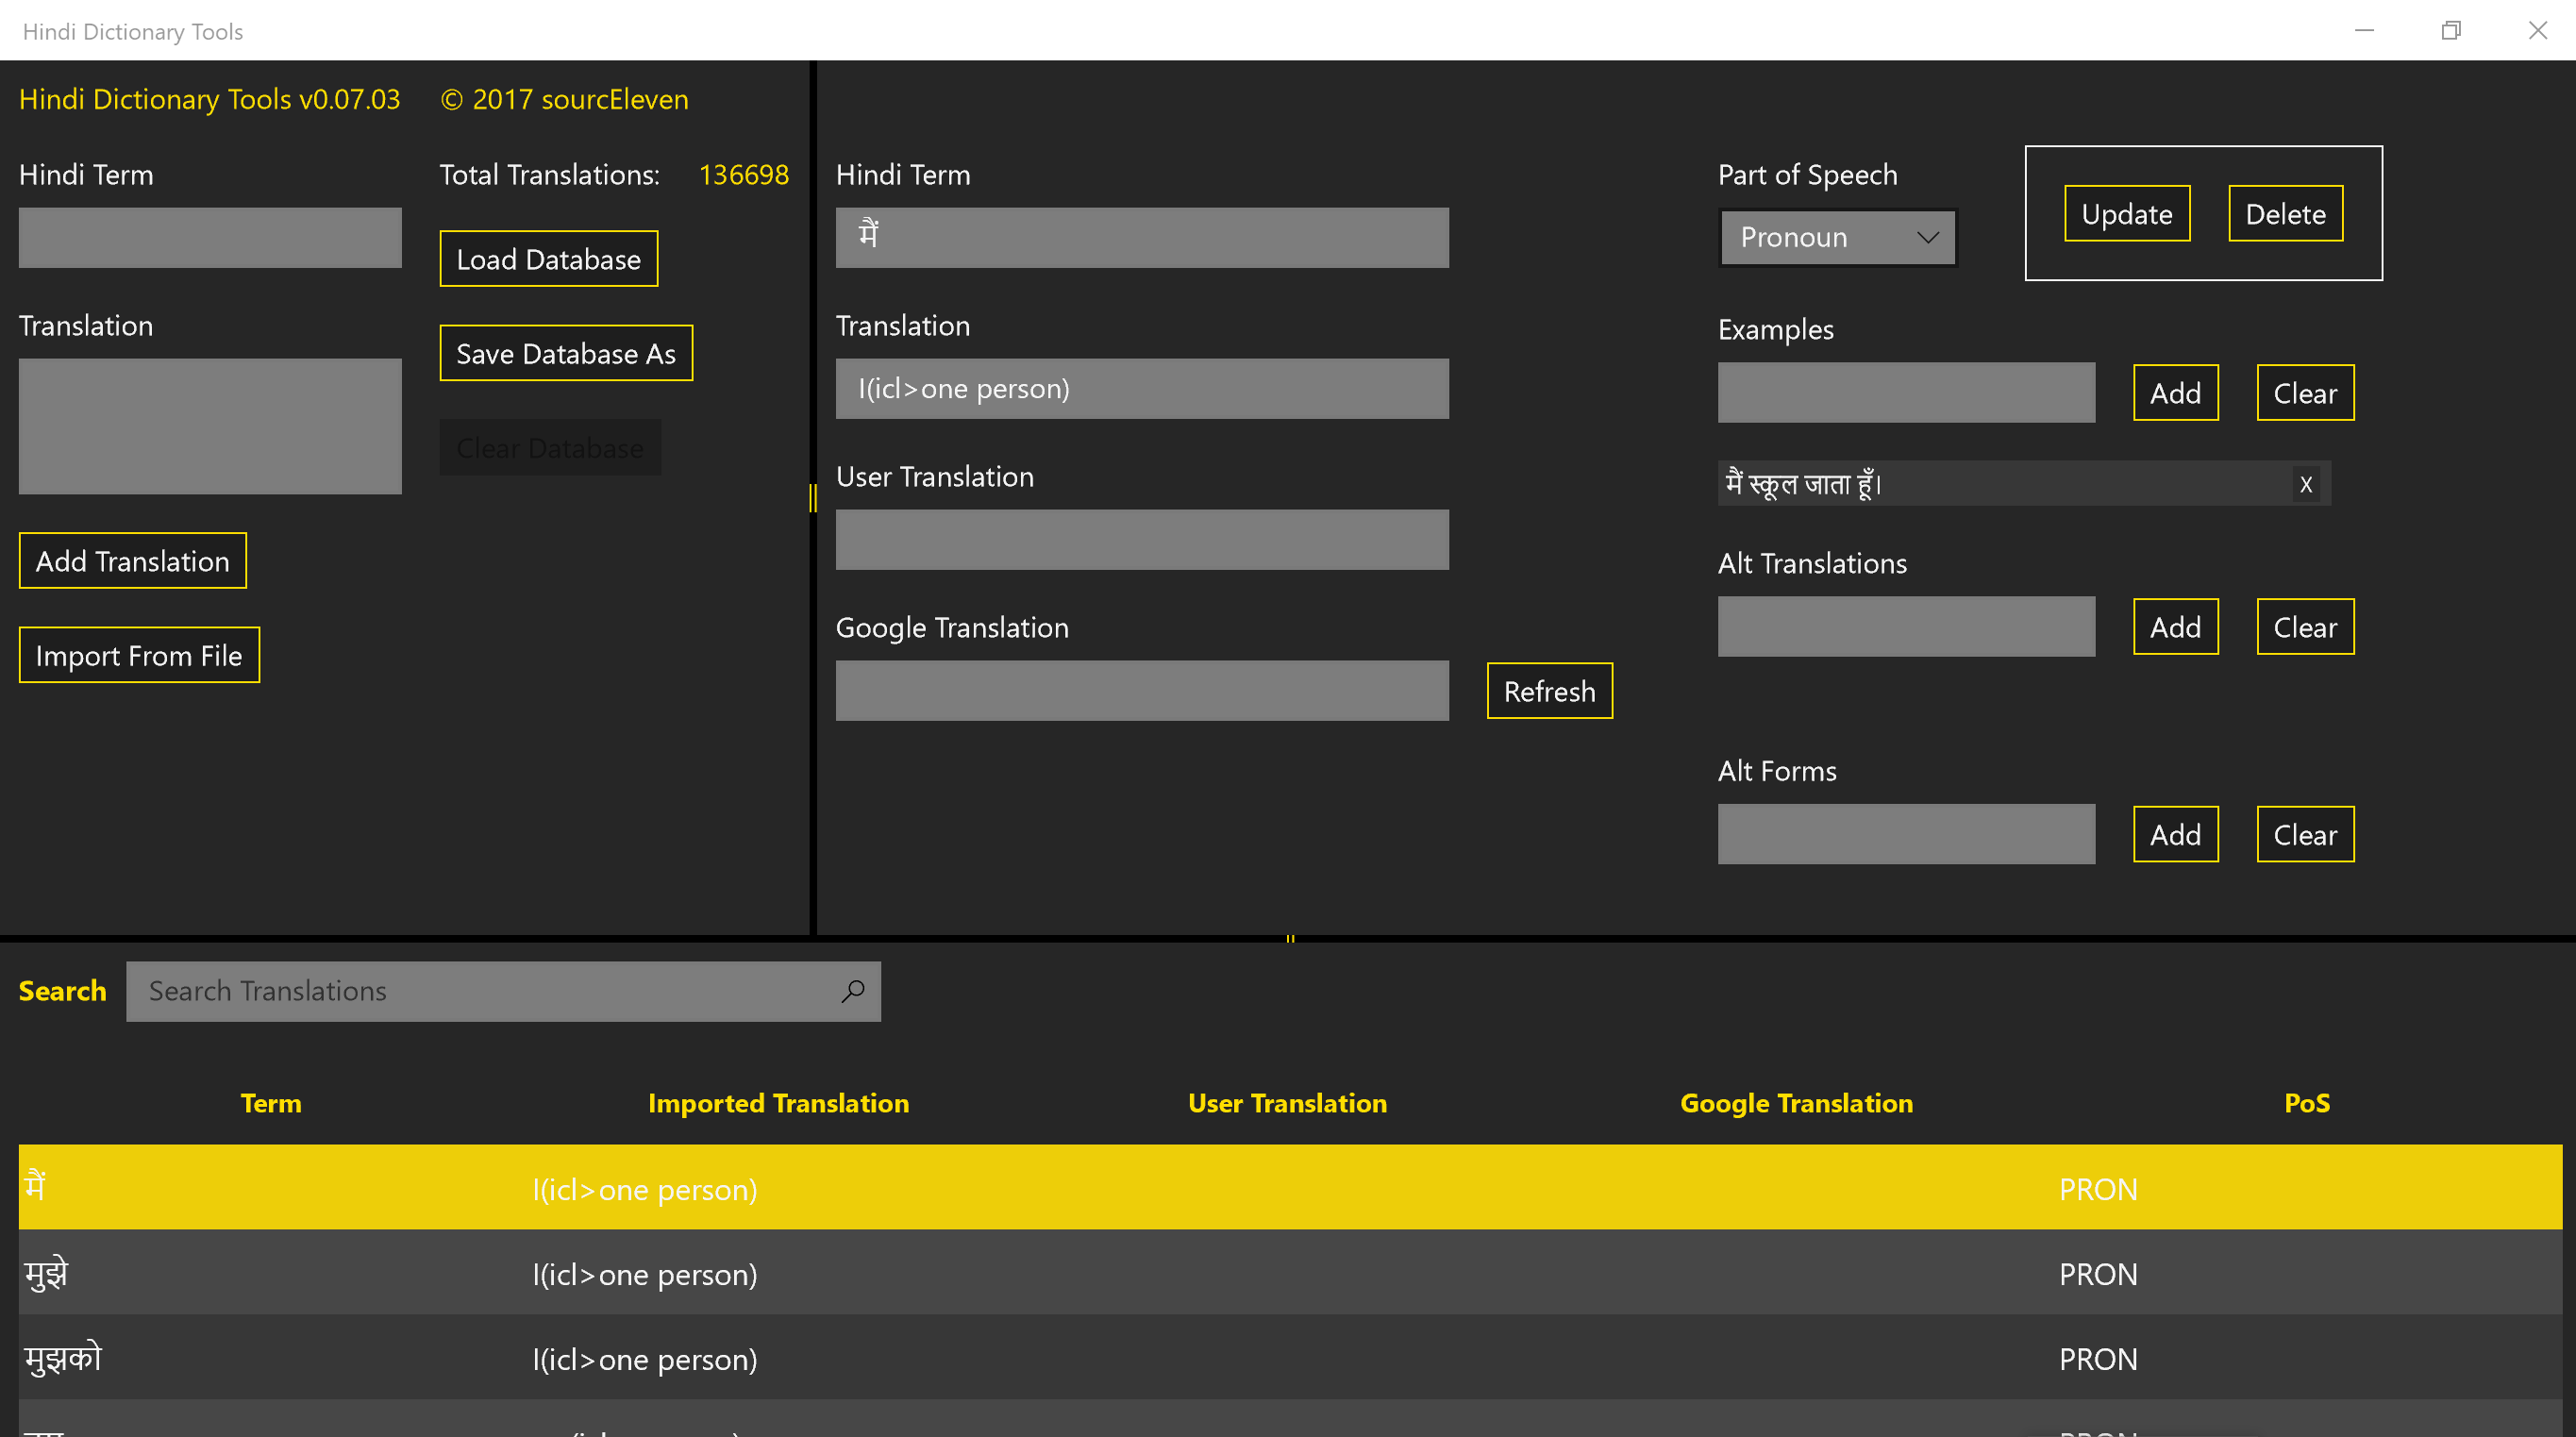 Hindi Dictionary Tools
Hindi Dictionary Tools v0.07.03 © 2017 sourcEleven
Hindi Term
Total Translations: 136698
Load Database
Translation
Save Database As
Clear Database
Add Translation
Import From File
Hindi Term
मैं
Translation
I(icl>one person)
User Translation
Google Translation
Refresh
Part of Speech
Pronoun
Update Delete
Examples
Add Clear
मैं स्कूल जाता हूँ। X
Alt Translations
Add Clear
Alt Forms
Add Clear
Search Search Translations
Term Imported Translation User Translation Google Translation PoS
मैं I(icl>one person) PRON
मुझे I(icl>one person) PRON
मुझको I(icl>one person) PRON